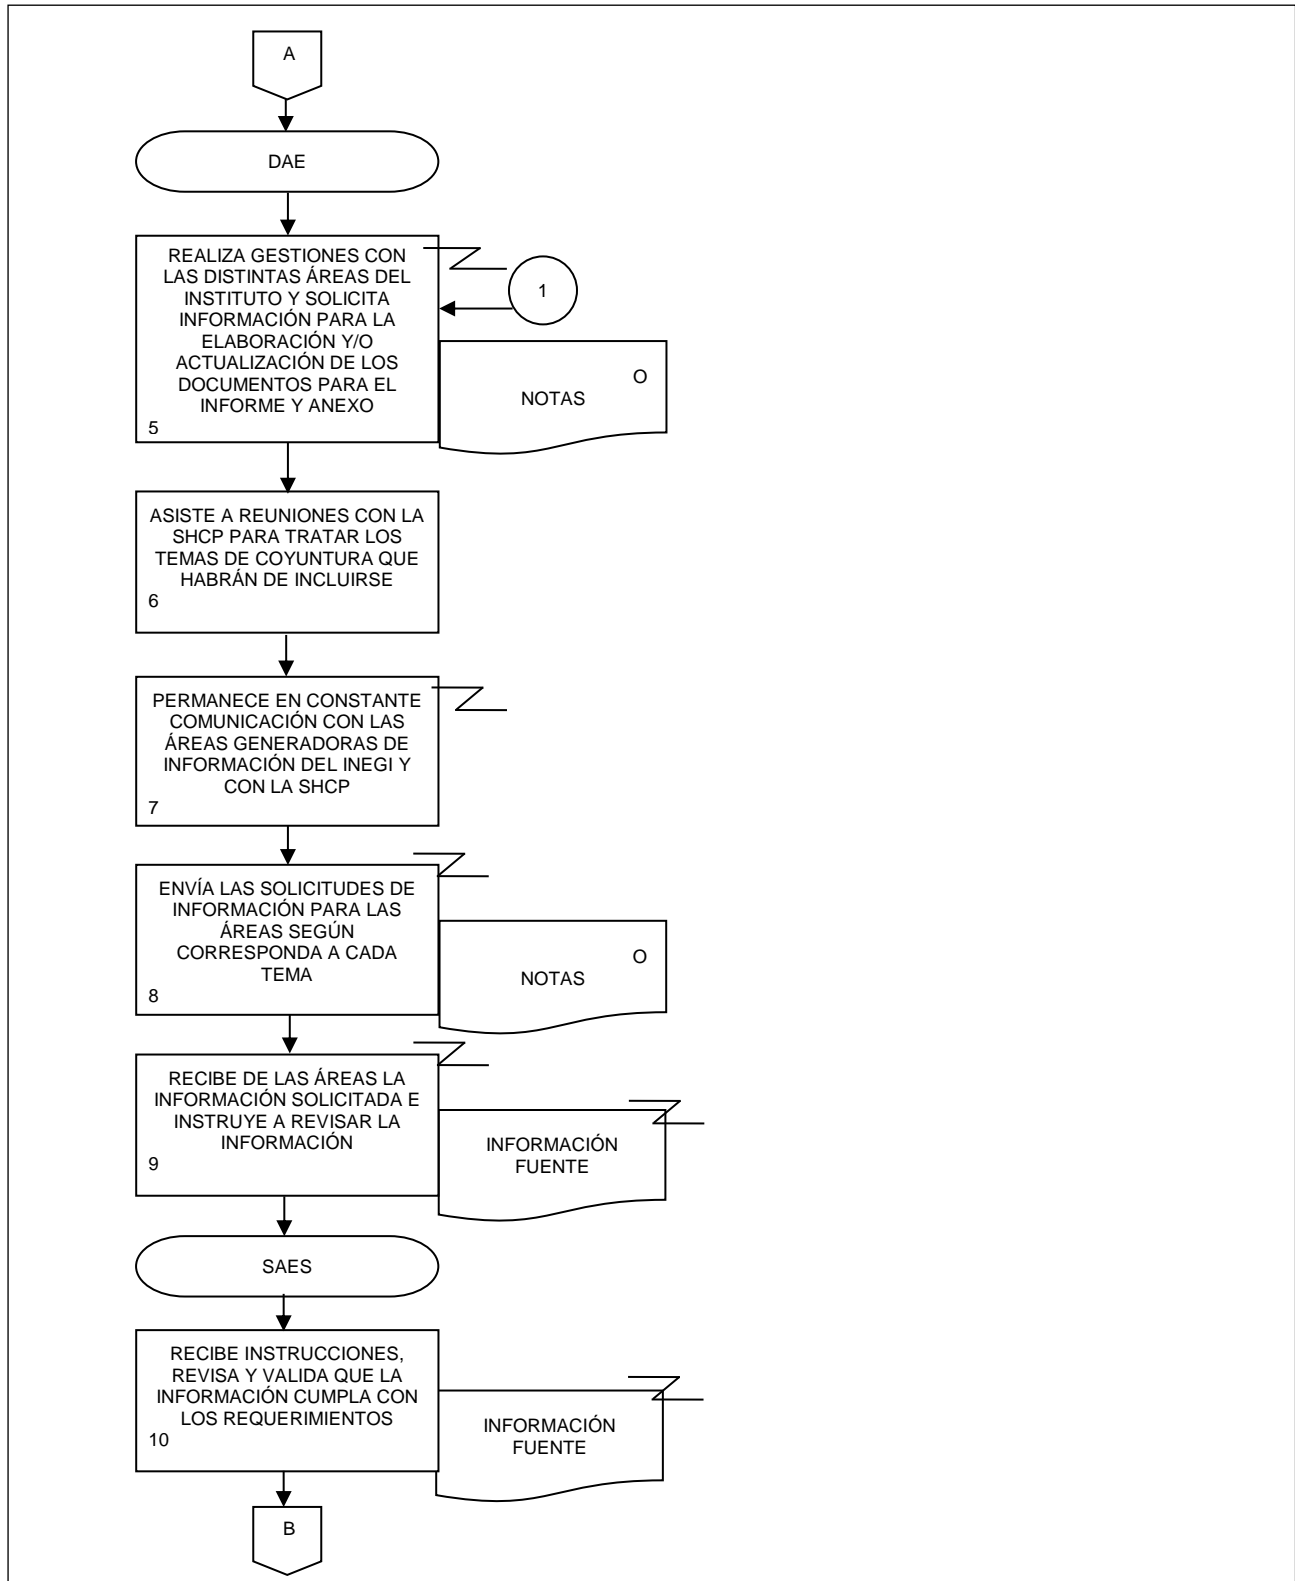 A
DAE
REALIZA GESTIONES CON
LAS DISTINTAS ÁREAS DEL
INSTITUTO Y SOLICITA
INFORMACIÓN PARA LA
ELABORACIÓN Y/O
ACTUALIZACIÓN DE LOS
DOCUMENTOS PARA EL
INFORME Y ANEXO
5
1
O
NOTAS
ASISTE A REUNIONES CON LA
SHCP PARA TRATAR LOS
TEMAS DE COYUNTURA QUE
HABRÁN DE INCLUIRSE
6
PERMANECE EN CONSTANTE
COMUNICACIÓN CON LAS
ÁREAS GENERADORAS DE
INFORMACIÓN DEL INEGI Y
CON LA SHCP
7
ENVÍA LAS SOLICITUDES DE
INFORMACIÓN PARA LAS
ÁREAS SEGÚN
CORRESPONDA A CADA
TEMA
8
O
NOTAS
RECIBE DE LAS ÁREAS LA
INFORMACIÓN SOLICITADA E
INSTRUYE A REVISAR LA
INFORMACIÓN
9
INFORMACIÓN
FUENTE
SAES
RECIBE INSTRUCCIONES,
REVISA Y VALIDA QUE LA
INFORMACIÓN CUMPLA CON
LOS REQUERIMIENTOS
10
INFORMACIÓN
FUENTE
B